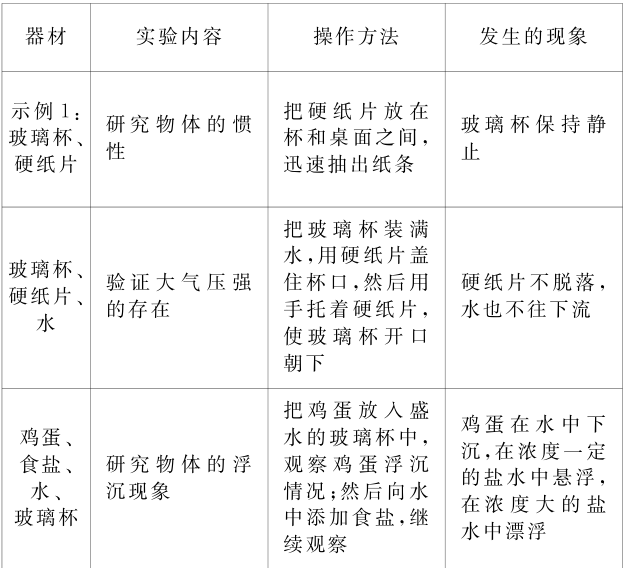 器材
实验内容
操作方法
发生的现象
示例1:
玻璃杯、
硬纸片
研究物体的惯
性
把硬纸片放在
杯和桌面之间,
迅速抽出纸条
玻璃杯保持静
止
玻璃杯、
硬纸片、
水
验证大气压强
的存在
把玻璃杯装满
水,用硬纸片盖
住杯口,然后用
手托着硬纸片,
使玻璃杯开口
朝下
硬纸片不脱落,
水也不往下流
鸡蛋、
食盐、
水、
玻璃杯
研究物体的浮
沉现象
把鸡蛋放入盛
水的玻璃杯中,
观察鸡蛋浮沉
情况;然后向水
中添加食盐,继
续观察
鸡蛋在水中下
沉,在浓度一定
的盐水中悬浮,
在浓度大的盐
水中漂浮